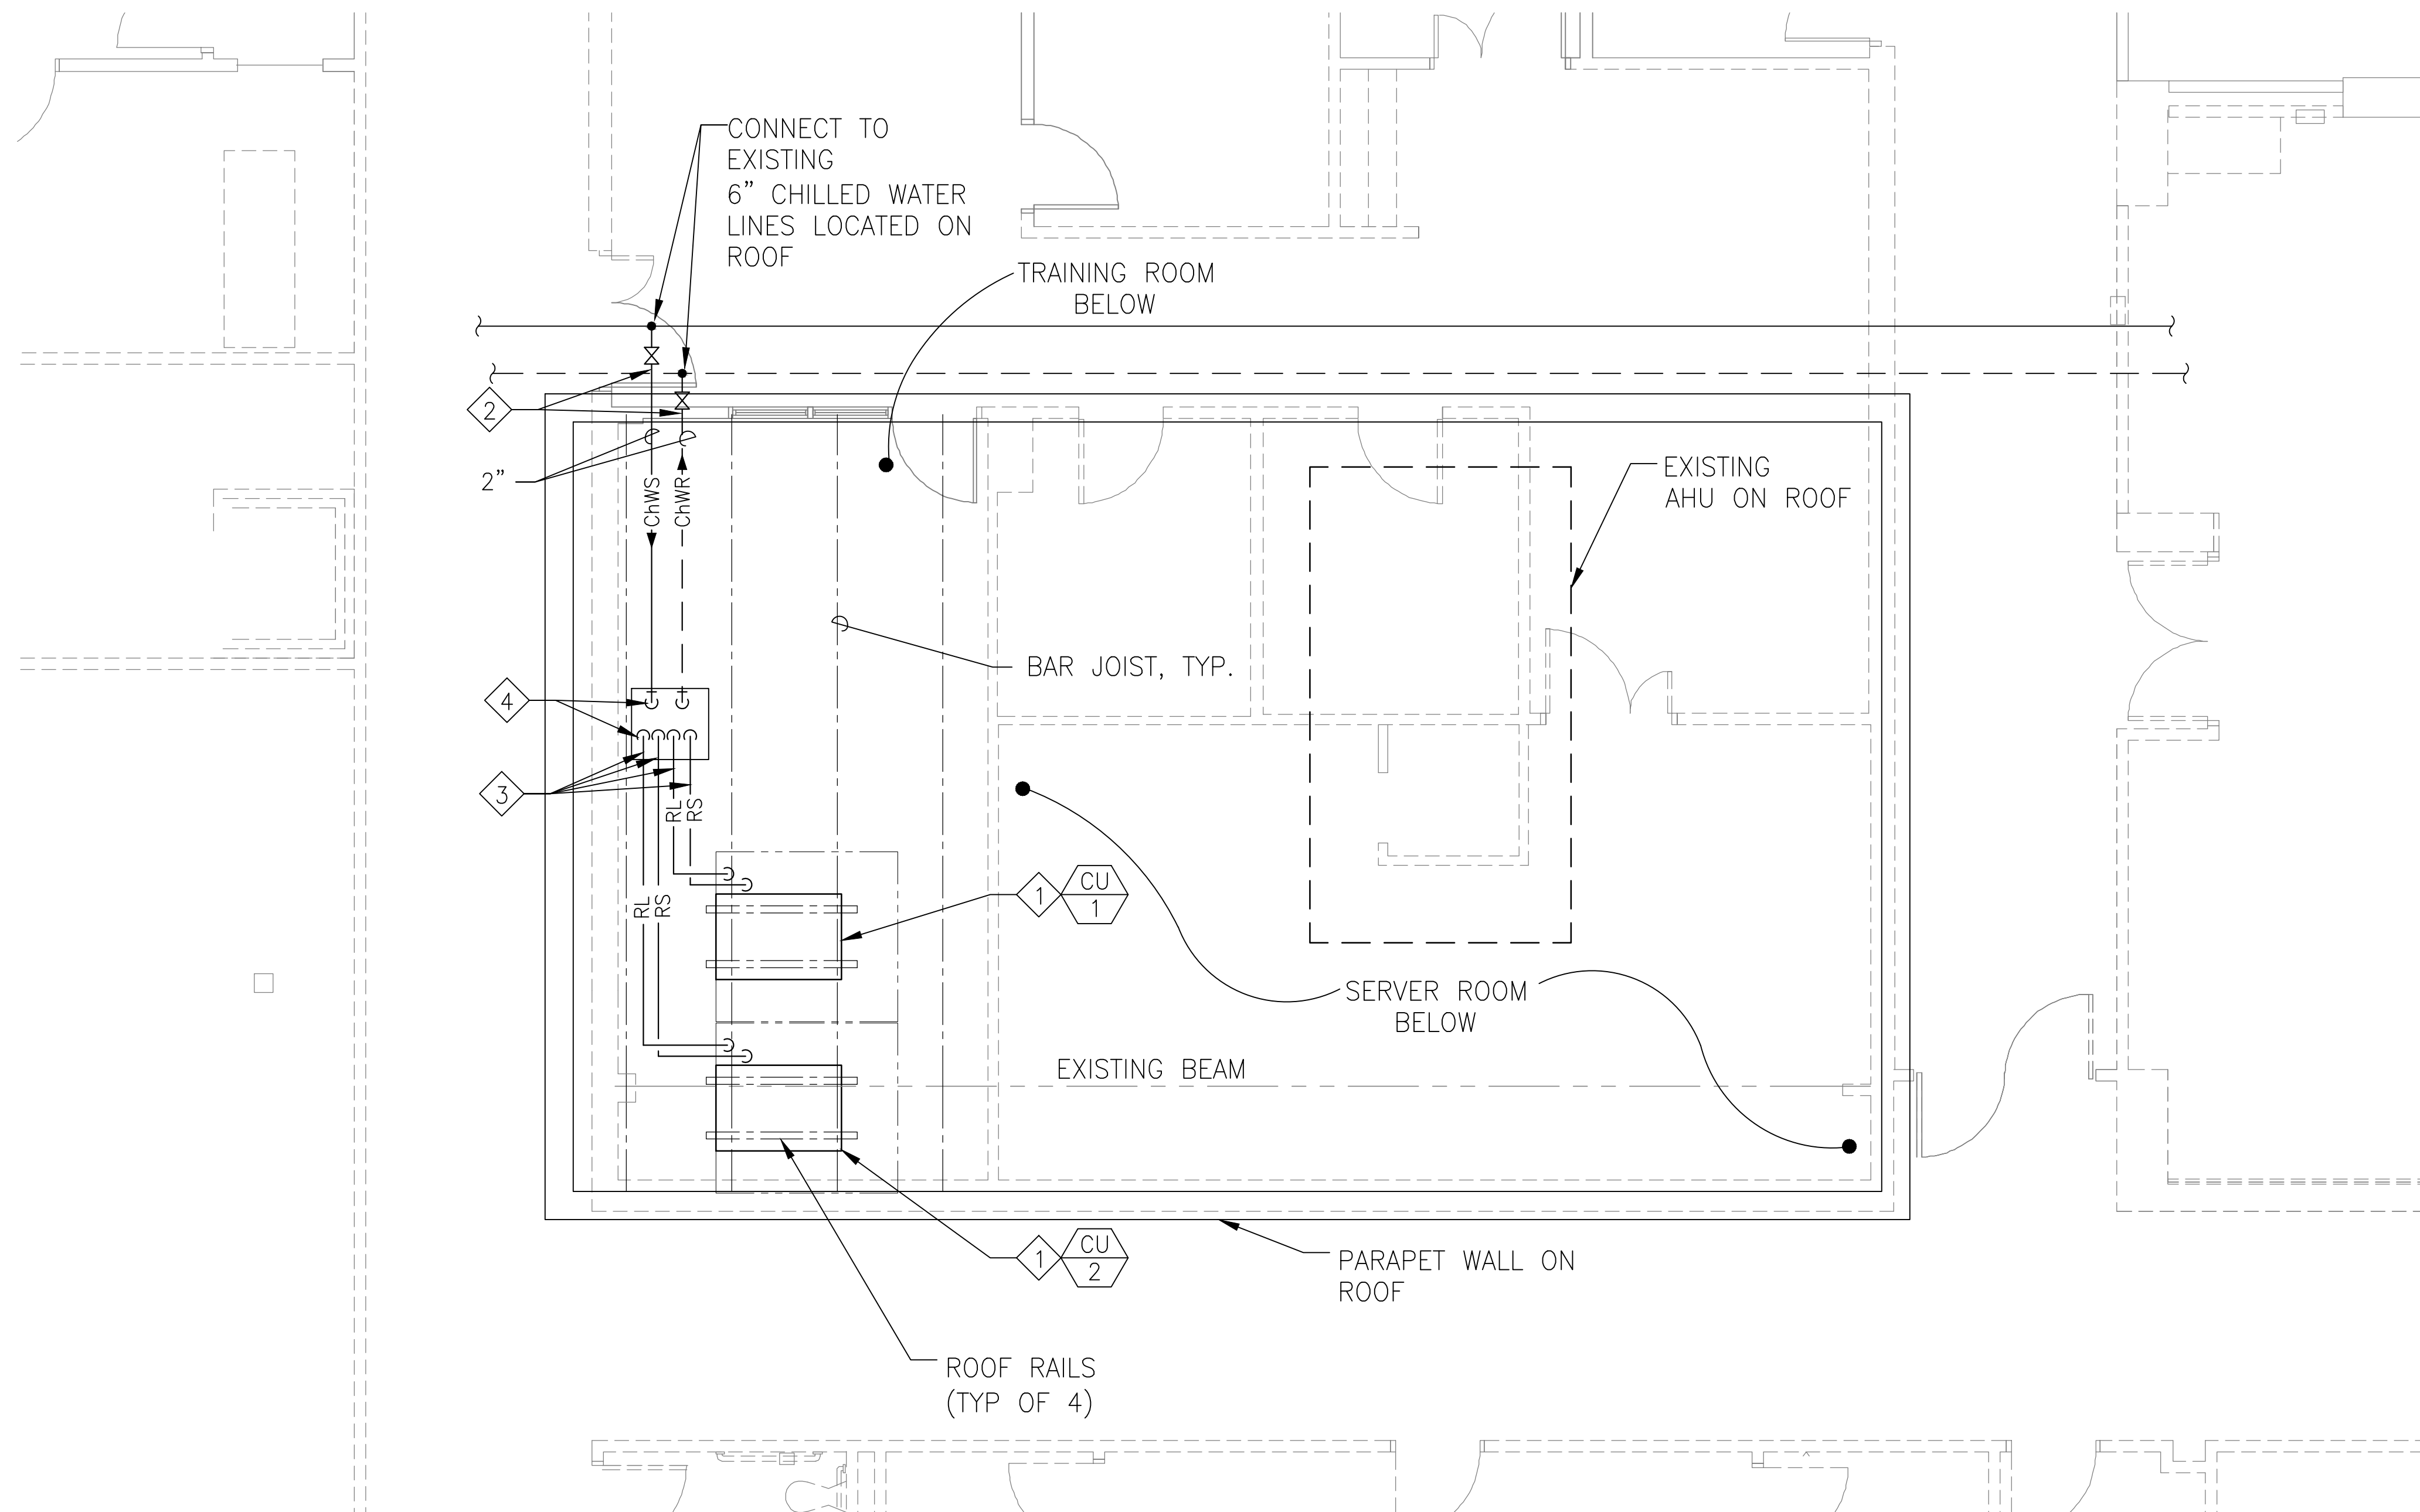 CONNECT TO
EXISTING
6" CHILLED WATER
LINES LOCATED ON
ROOF
TRAINING ROOM
BELOW
2
2"
ChWS
ChWR
EXISTING
AHU ON ROOF
BAR JOIST, TYP.
4
3
RL
RS
RL
RS
1
CU
1
SERVER ROOM
BELOW
EXISTING BEAM
1
CU
2
PARAPET WALL ON
ROOF
ROOF RAILS
(TYP OF 4)